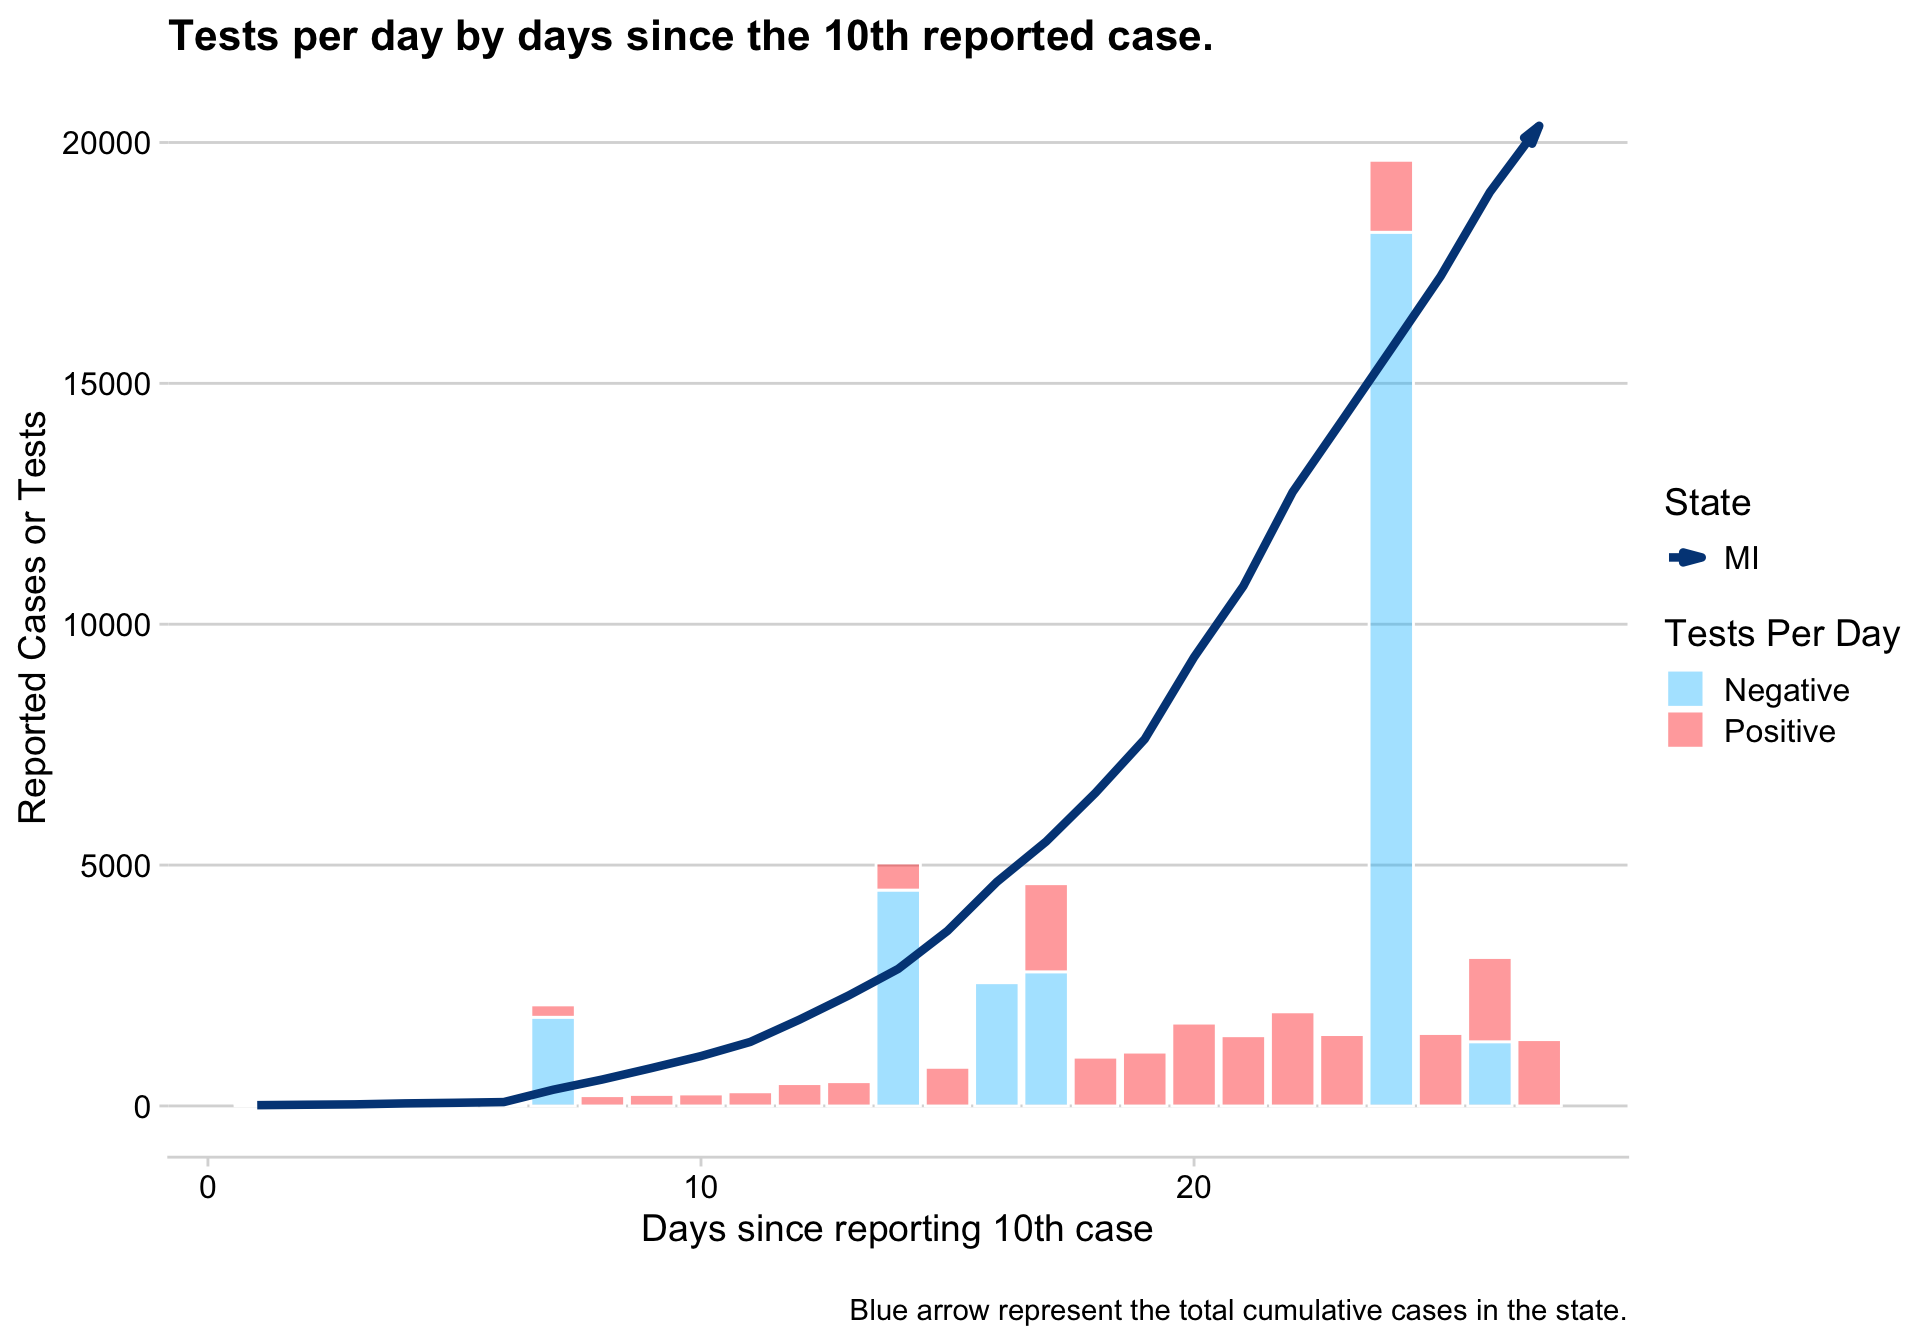 Tests per day by days since the 10th reported case.
20000
15000
10000
5000
0
Reported Cases or Tests
0
10
20
Days since reporting 10th case
State
MI
Tests Per Day
Negative
Positive
Blue arrow represent the total cumulative cases in the state.